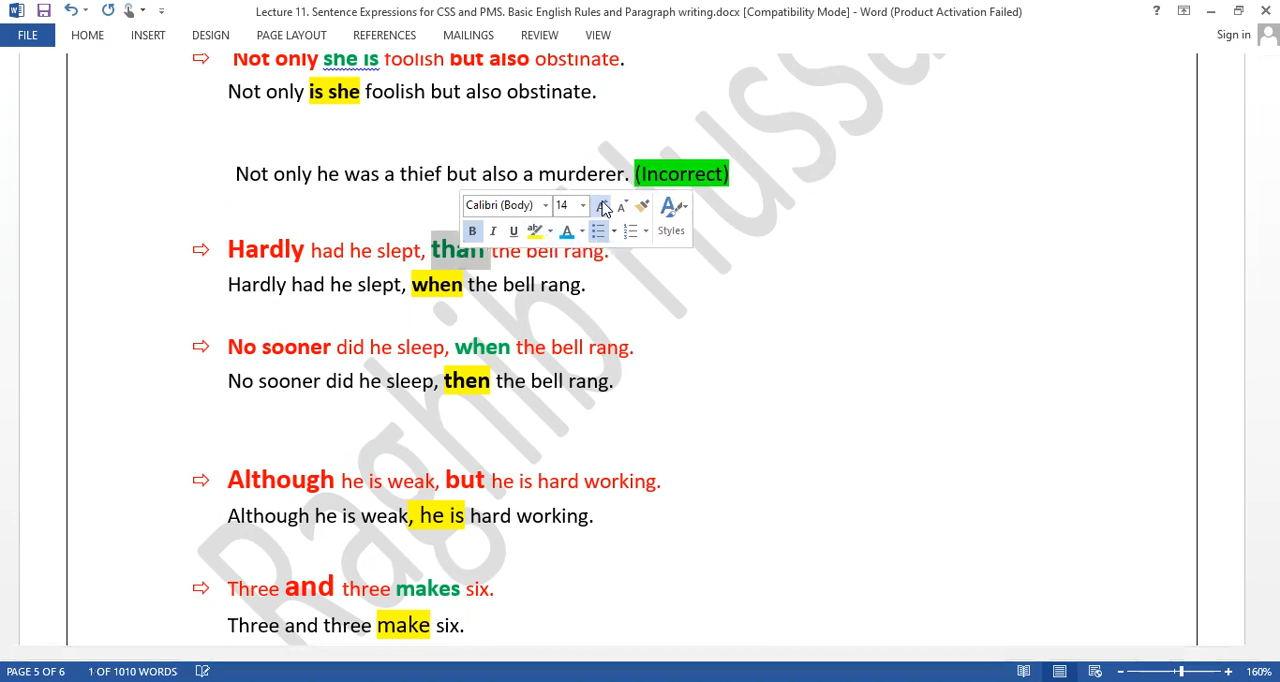 Lecture 11. Sentence Expressions for CSS and PMS. Basic English Rules and Paragraph writing.docx [Compatibility Mode] - Word (Product Activation Failed)
FILE HOME INSERT DESIGN PAGE LAYOUT REFERENCES MAILINGS REVIEW VIEW Sign in
Not only she is foolish but also obstinate.
Not only is she foolish but also obstinate.
Not only he was a thief but also a murderer. (Incorrect)
Calibri (Body) 14
B I U Styles
Hardly had he slept, than the bell rang.
Hardly had he slept, when the bell rang.
No sooner did he sleep, when the bell rang.
No sooner did he sleep, then the bell rang.
Although he is weak, but he is hard working.
Although he is weak, he is hard working.
Three and three makes six.
Three and three make six.
PAGE 5 OF 6 1 OF 1010 WORDS 160%